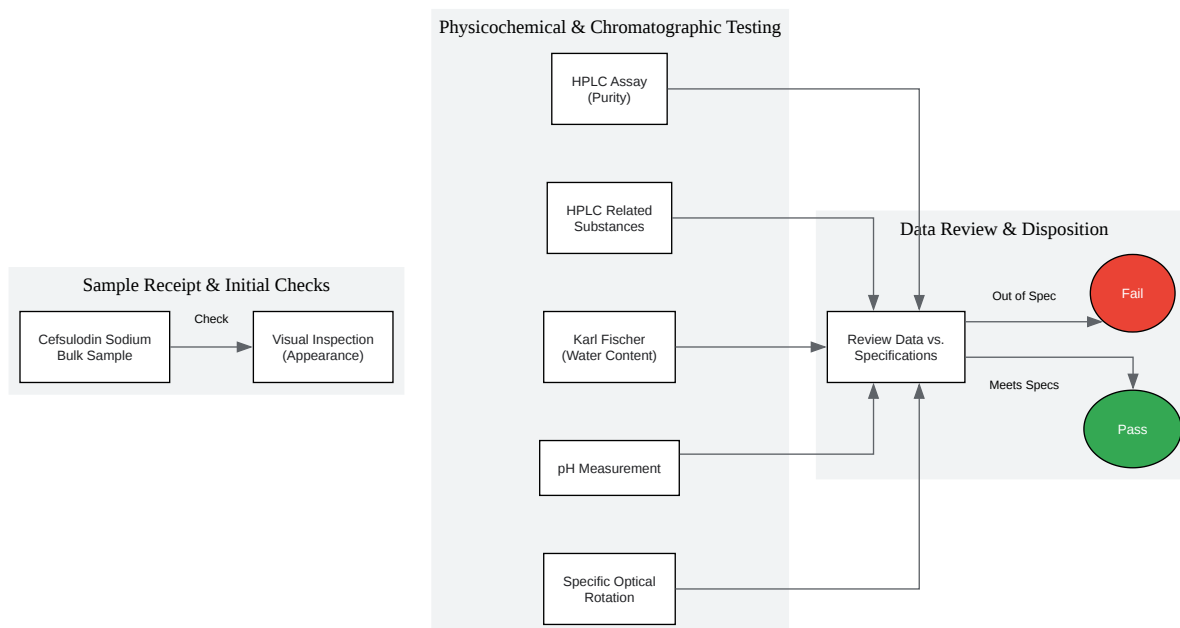 Sample Receipt & Initial Checks
Cefsulodin Sodium
Bulk Sample
Check
Visual Inspection
(Appearance)
Physicochemical & Chromatographic Testing
HPLC Assay
(Purity)
HPLC Related
Substances
Karl Fischer
(Water Content)
pH Measurement
Specific Optical
Rotation
Data Review & Disposition
Review Data vs.
Specifications
Out of Spec
Fail
Meets Specs
Pass